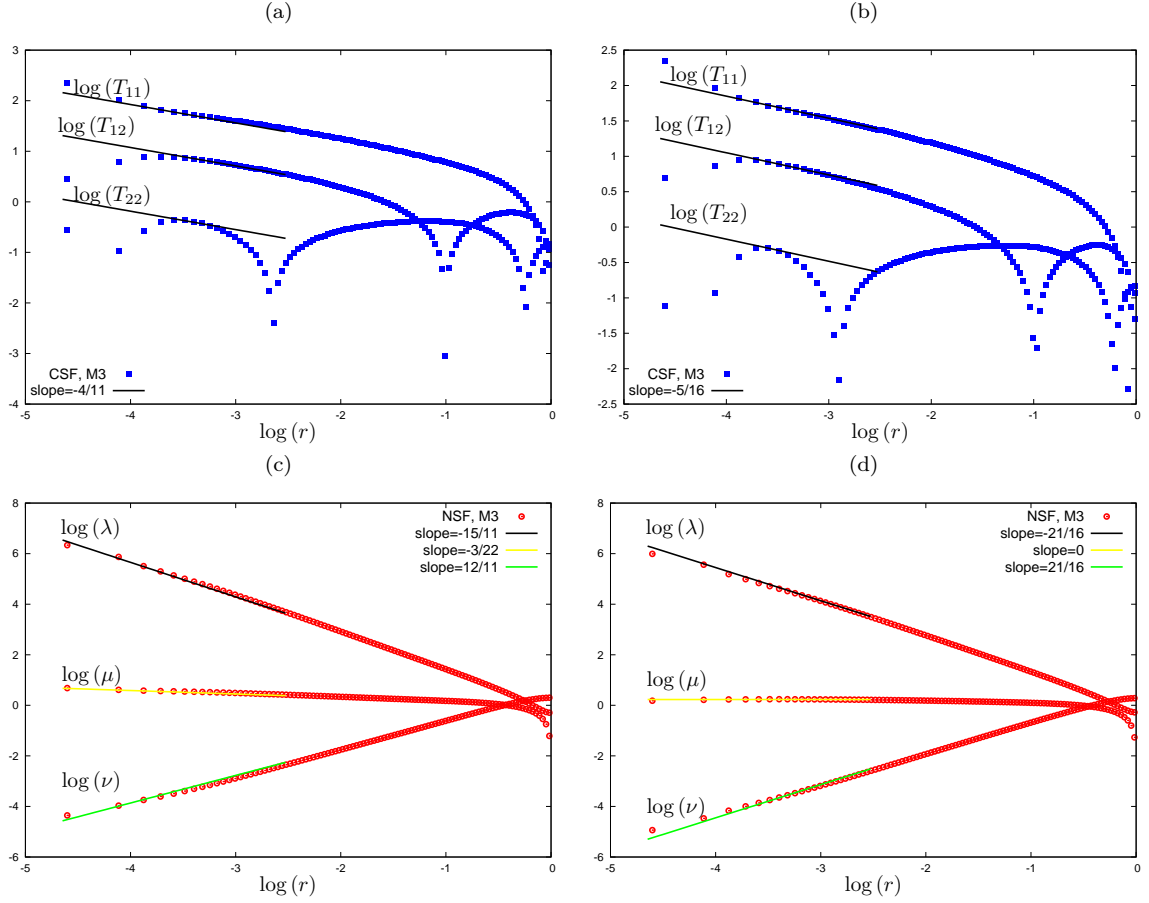 (a)
3
2
1
0
-1
-2
-3
-4
-5
-4
-3
-2
-1
0
log (T11)
log (T12)
log (T22)
CSF, M3
slope=-4/11
log (r)
(b)
2.5
2
1.5
1
0.5
0
-0.5
-1
-1.5
-2
-2.5
-5
-4
-3
-2
-1
0
log (T11)
log (T12)
log (T22)
CSF, M3
slope=-5/16
log (r)
(c)
8
6
4
2
0
-2
-4
-6
-5
-4
-3
-2
-1
0
log (λ)
log (μ)
log (ν)
NSF, M3
slope=-15/11
slope=-3/22
slope=12/11
log (r)
(d)
8
6
4
2
0
-2
-4
-6
-5
-4
-3
-2
-1
0
log (λ)
log (μ)
log (ν)
NSF, M3
slope=-21/16
slope=0
slope=21/16
log (r)